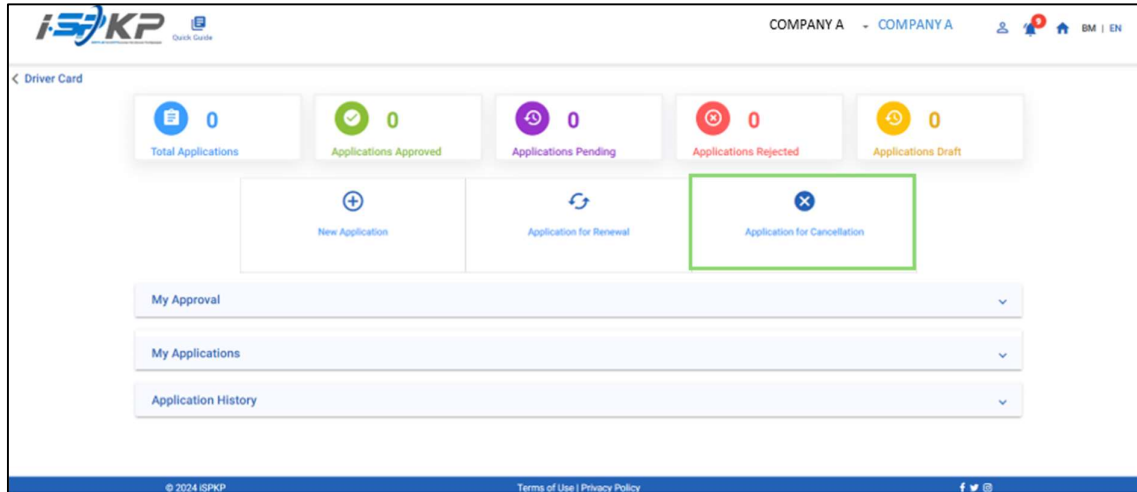 iSPKP
Quick Guide
COMPANY A - COMPANY A
9
BM | EN
Driver Card
0
Total Applications
0
Applications Approved
0
Applications Pending
0
Applications Rejected
0
Applications Draft
New Application
Application for Renewal
Application for Cancellation
My Approval
My Applications
Application History
© 2024 iSPKP
Terms of Use | Privacy Policy